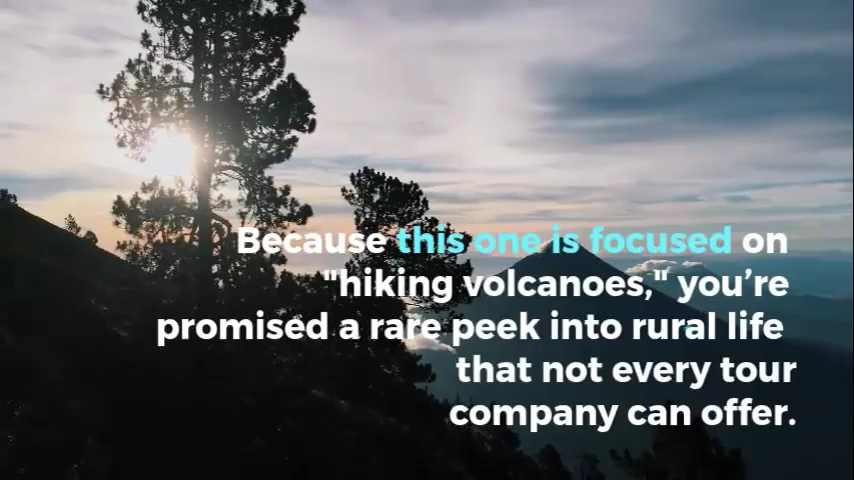 Because this one is focused on
"hiking volcanoes," you’re
promised a rare peek into rural life
that not every tour
company can offer.